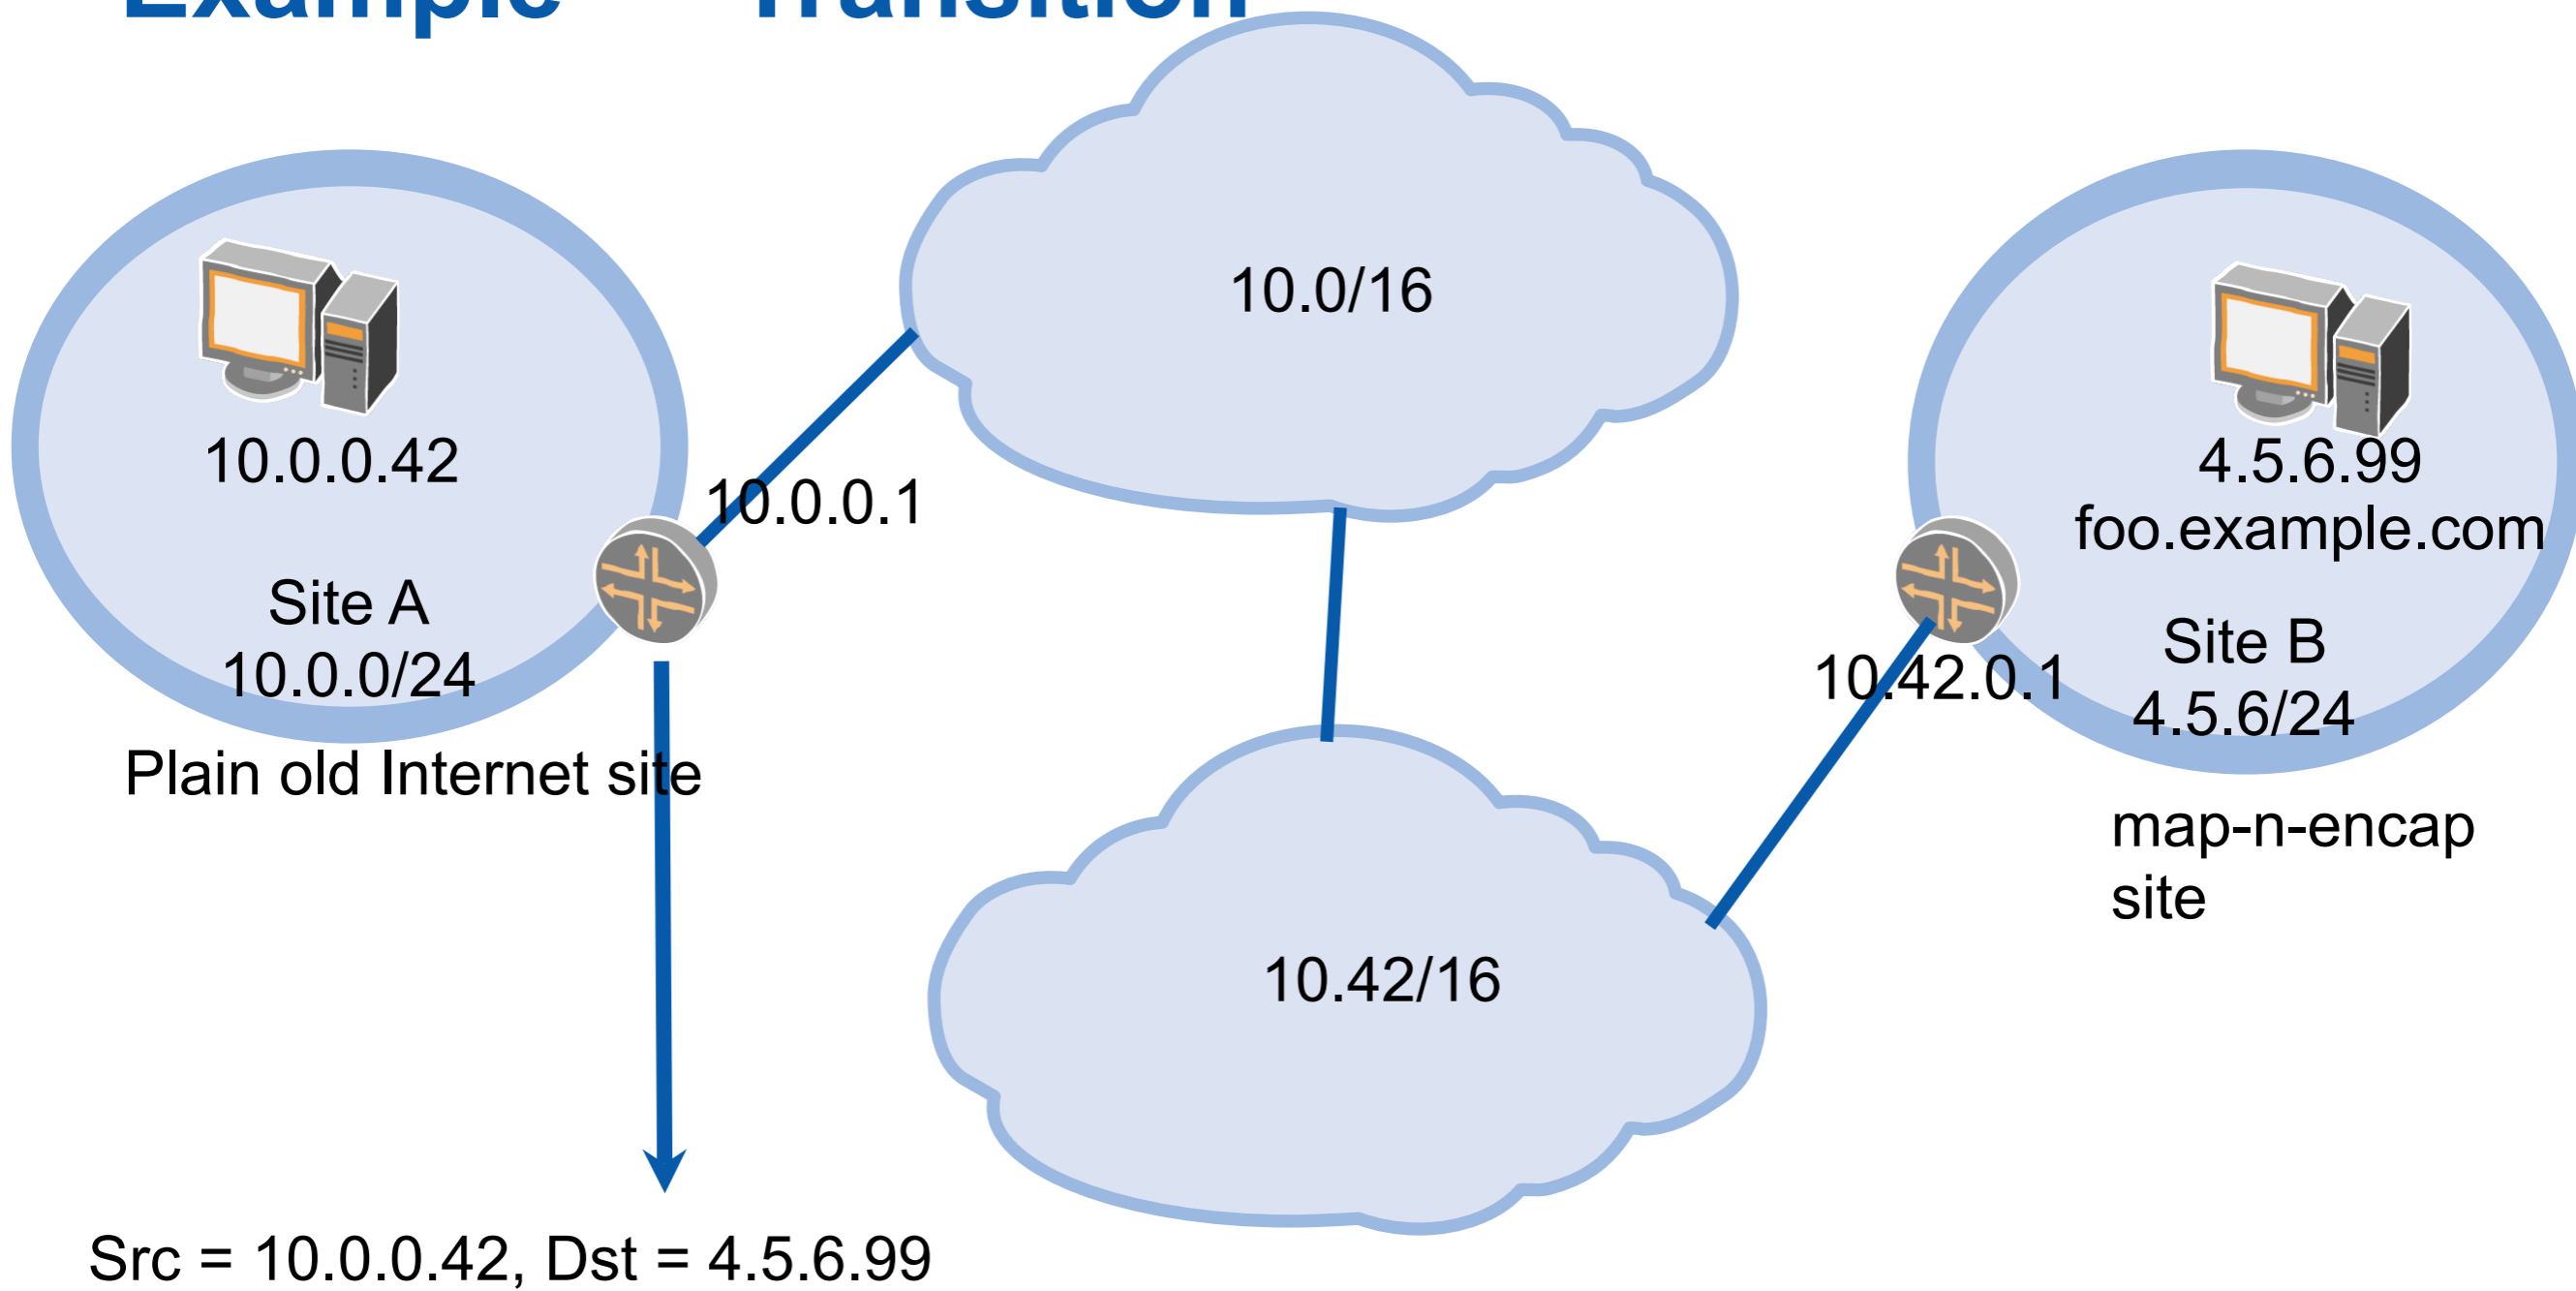 Example Transition
10.0/16
10.0.0.42
10.0.0.1
Site A
10.0.0/24
Plain old Internet site
4.5.6.99
foo.example.com
10.42.0.1
Site B
4.5.6/24
map-n-encap
site
10.42/16
Src = 10.0.0.42, Dst = 4.5.6.99